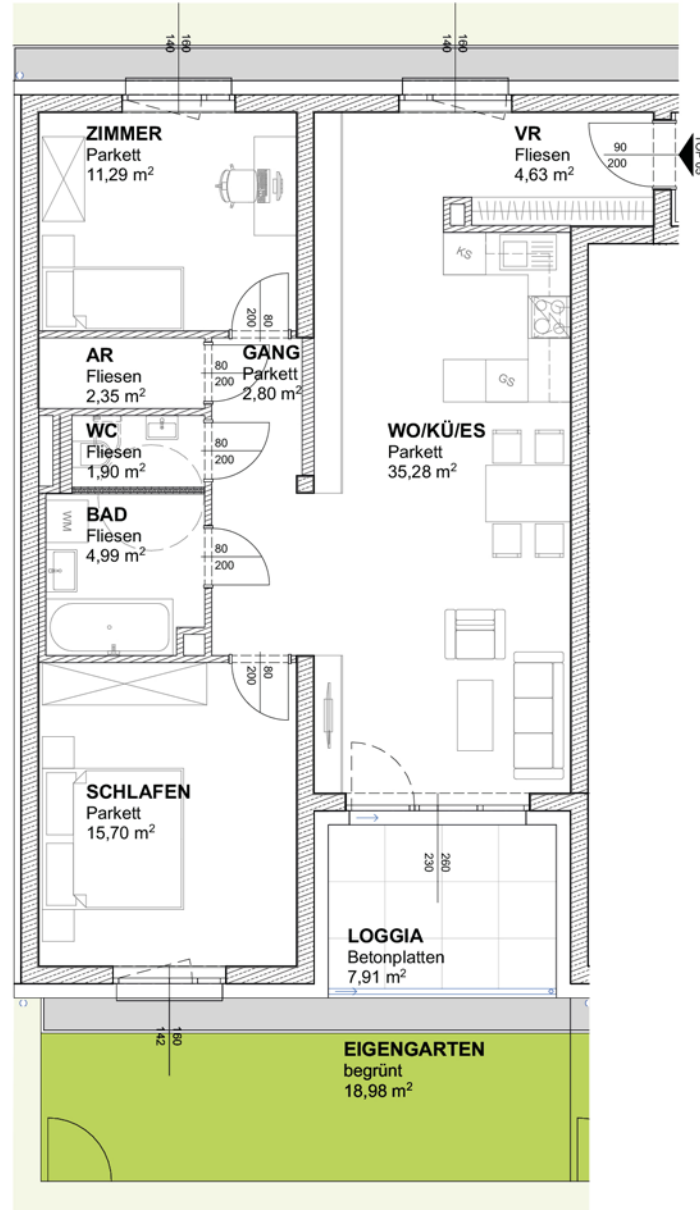 140
160
140
160
ZIMMER
Parkett
11,29 m²
VR
Fliesen
4,63 m²
90
200
KS
80
200
AR
Fliesen
2,35 m²
80
200
GANG
Parkett
2,80 m²
GS
WC
Fliesen
1,90 m²
80
200
WO/KÜ/ES
Parkett
35,28 m²
BAD
Fliesen
4,99 m²
WM
80
200
80
200
SCHLAFEN
Parkett
15,70 m²
260
230
LOGGIA
Betonplatten
7,91 m²
160
142
EIGENGARTEN
begrünt
18,98 m²